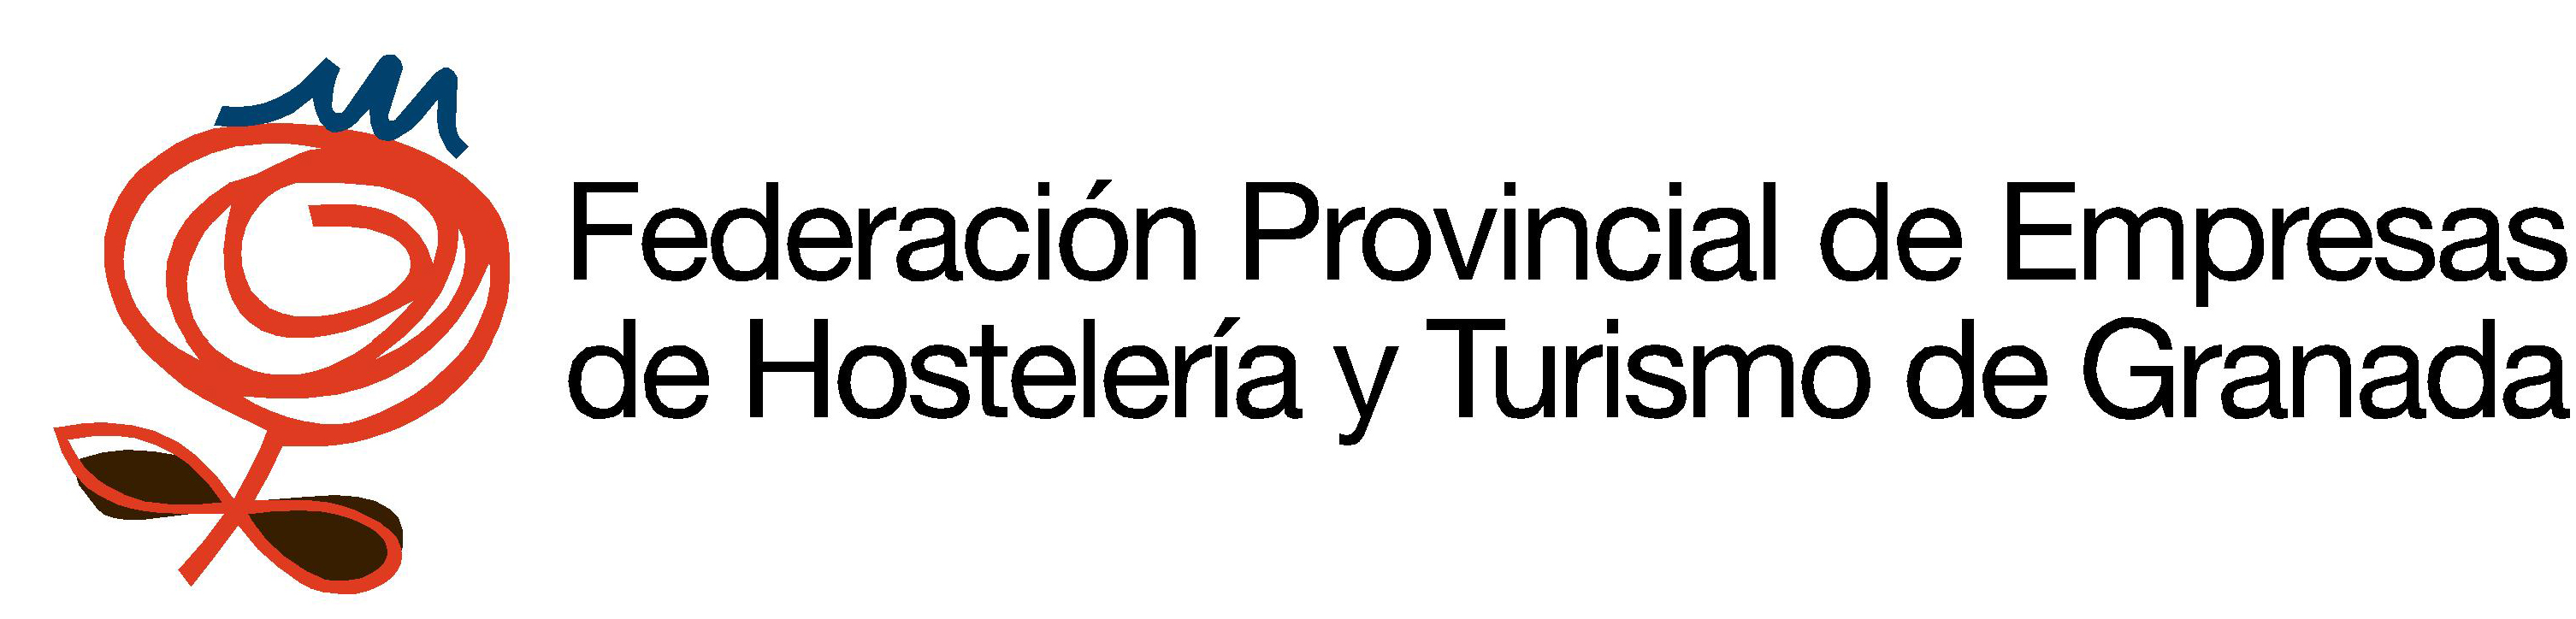 Federación Provincial de Empresas
de Hostelería y Turismo de Granada